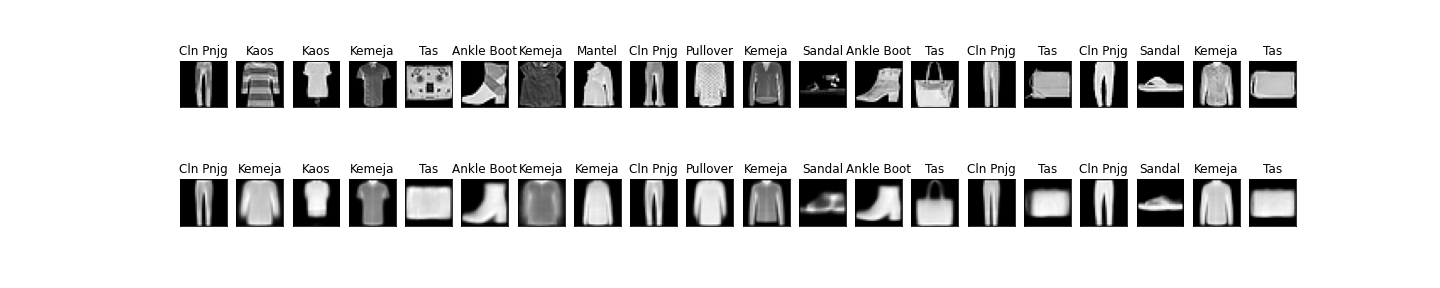 Cln Pnjg Kaos Kaos Kemeja Tas Ankle Boot Kemeja Mantel Cln Pnjg Pullover Kemeja Sandal Ankle Boot Tas Cln Pnjg Tas Cln Pnjg Sandal Kemeja Tas
Cln Pnjg Kemeja Kaos Kemeja Tas Ankle Boot Kemeja Kemeja Cln Pnjg Pullover Kemeja Sandal Ankle Boot Tas Cln Pnjg Tas Cln Pnjg Sandal Kemeja Tas